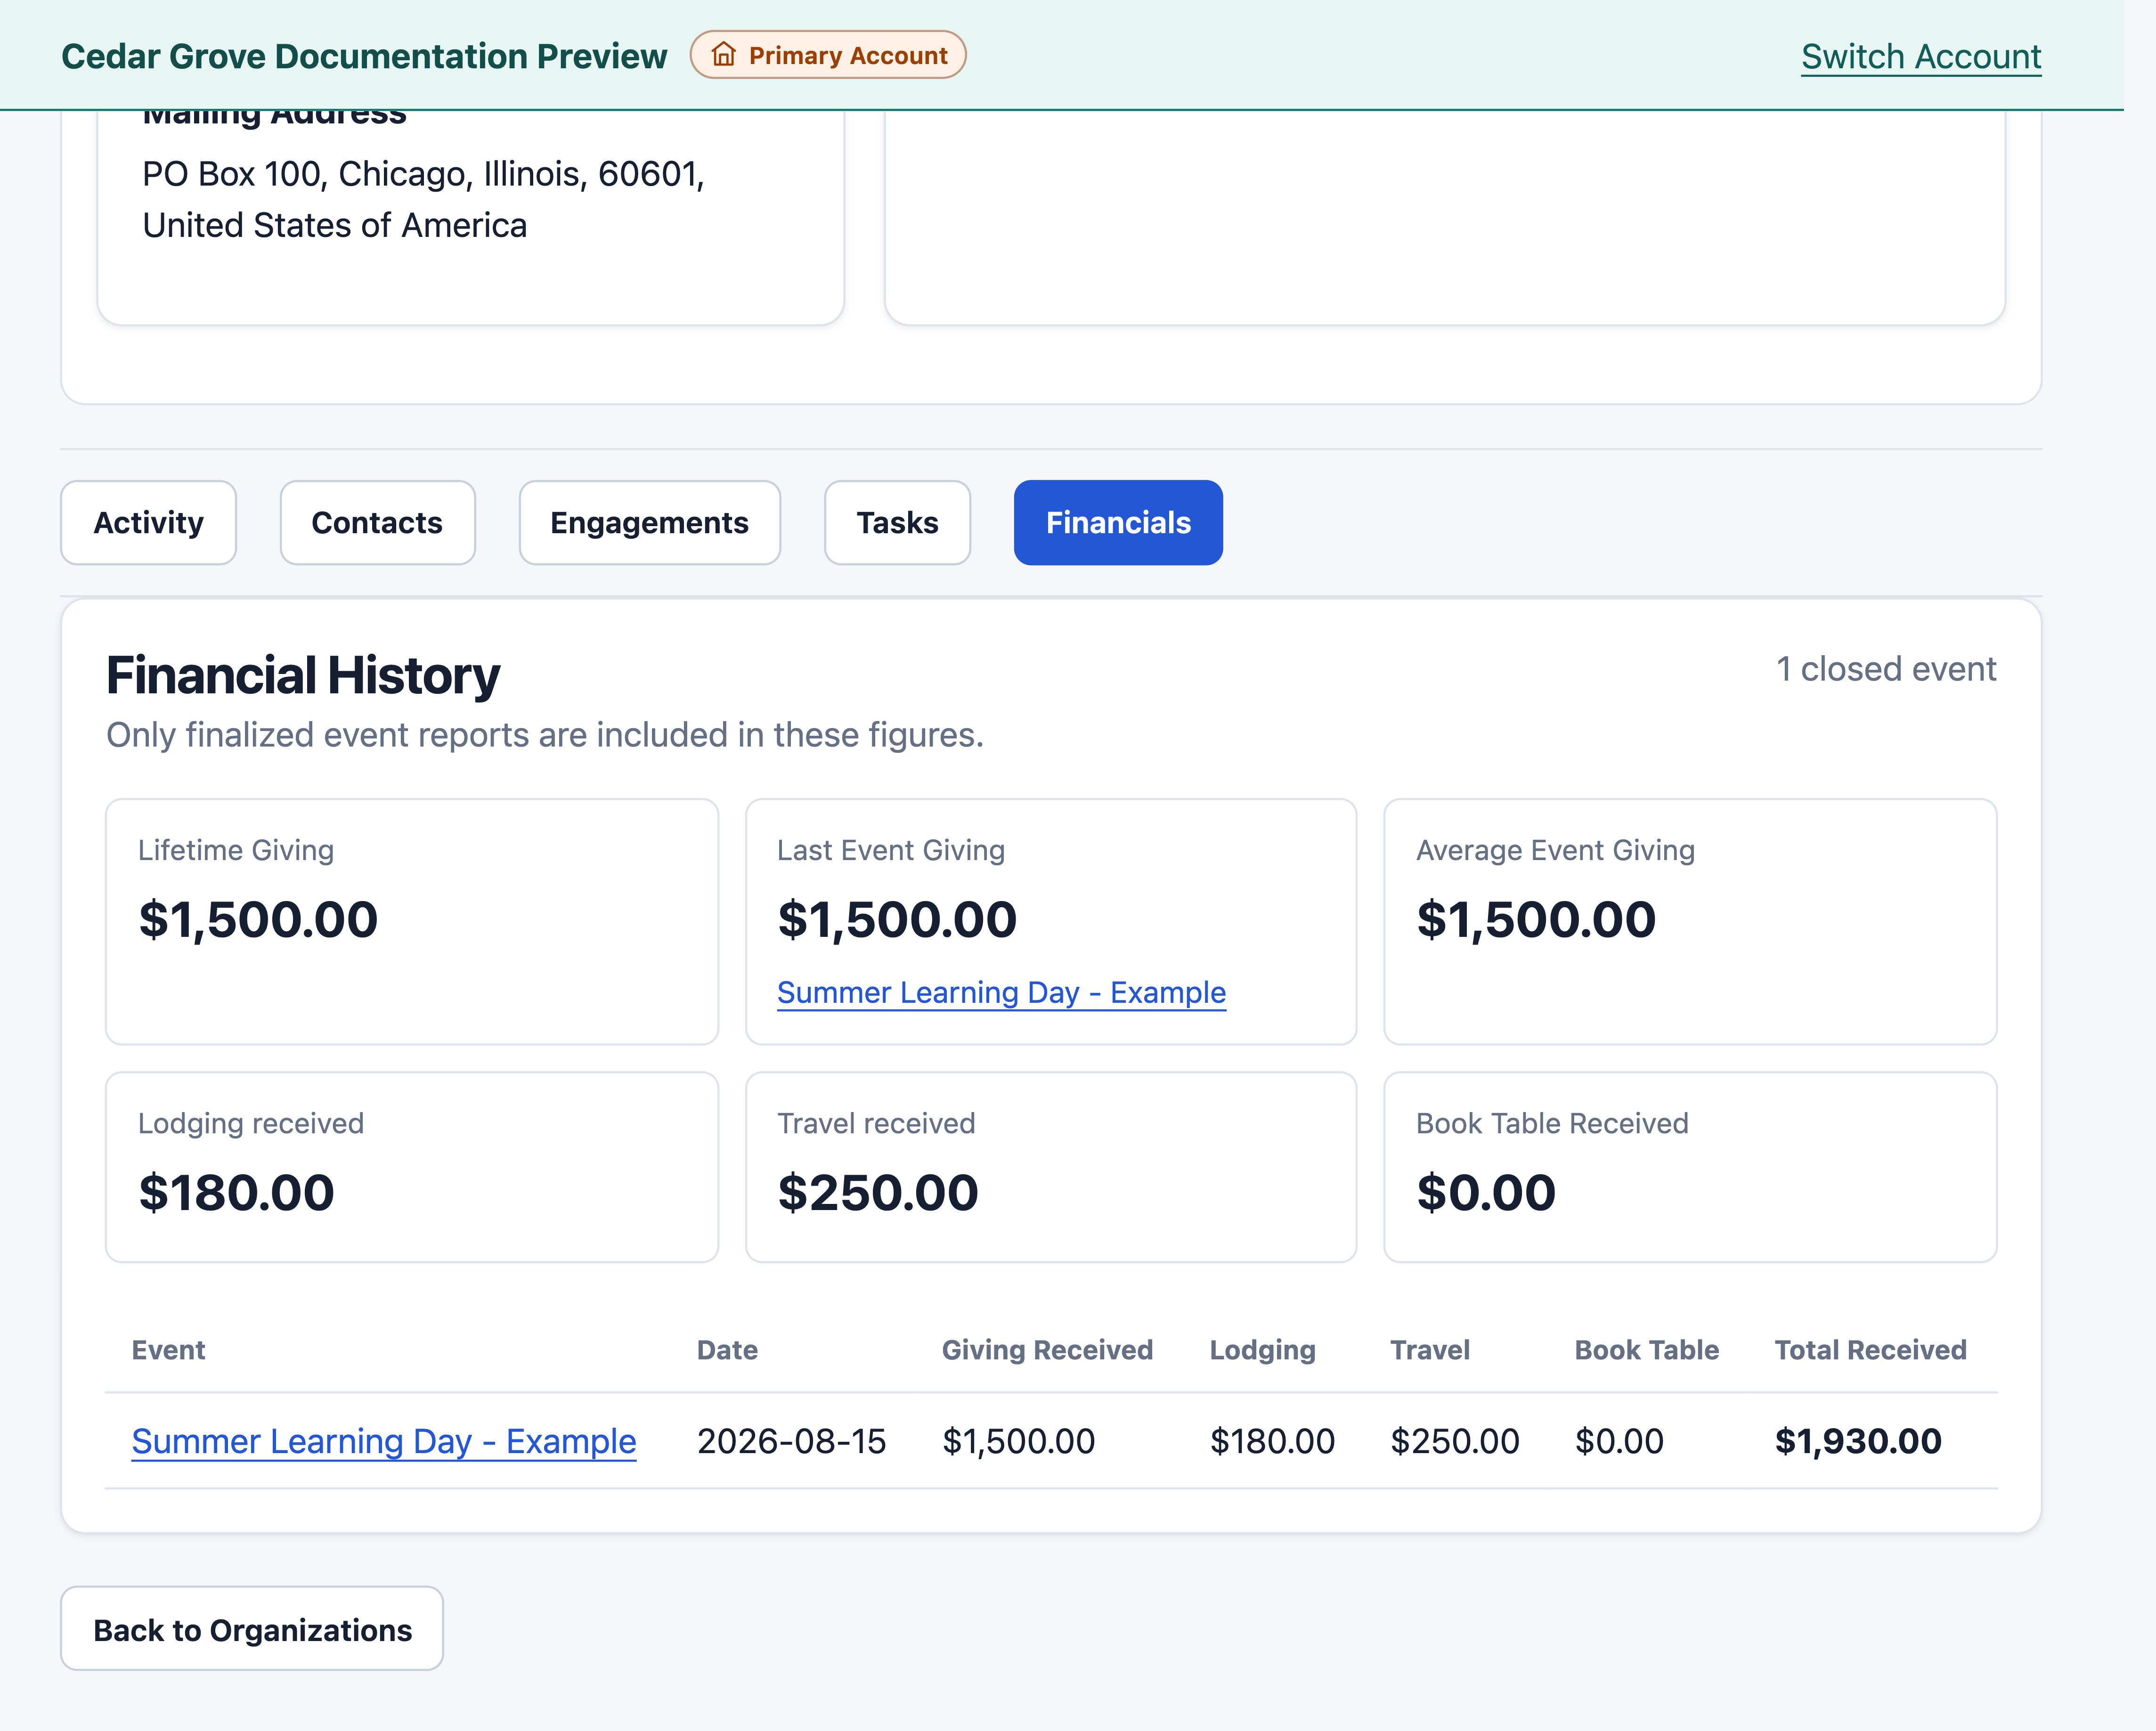 Cedar Grove Documentation Preview
Primary Account
Switch Account
Mailing Address
PO Box 100, Chicago, Illinois, 60601,
United States of America
Activity
Contacts
Engagements
Tasks
Financials
Financial History
1 closed event
Only finalized event reports are included in these figures.
Lifetime Giving
$1,500.00
Last Event Giving
$1,500.00
Summer Learning Day - Example
Average Event Giving
$1,500.00
Lodging received
$180.00
Travel received
$250.00
Book Table Received
$0.00
Event Date Giving Received Lodging Travel Book Table Total Received
Summer Learning Day - Example 2026-08-15 $1,500.00 $180.00 $250.00 $0.00 $1,930.00
Back to Organizations